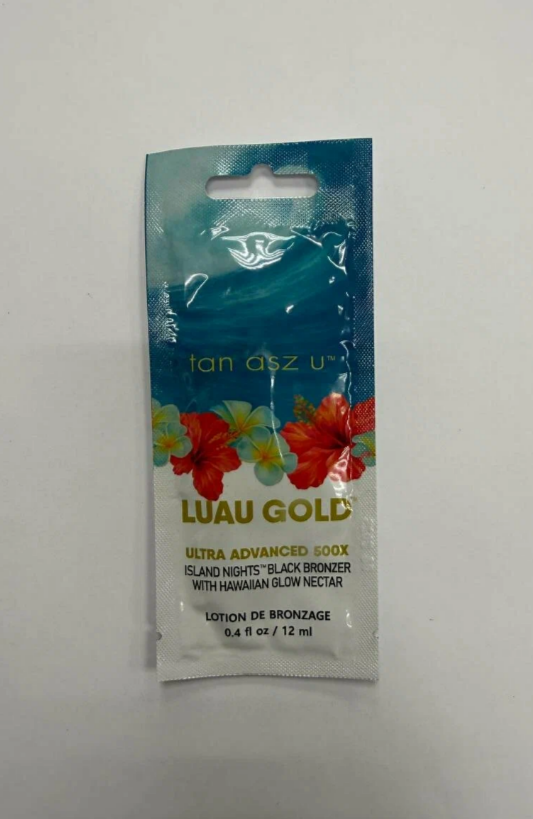 tan asz u™
LUAU GOLD
ULTRA ADVANCED 500X
ISLAND NIGHTS™ BLACK BRONZER
WITH HAWAIIAN GLOW NECTAR
LOTION DE BRONZAGE
0.4 fl oz / 12 ml